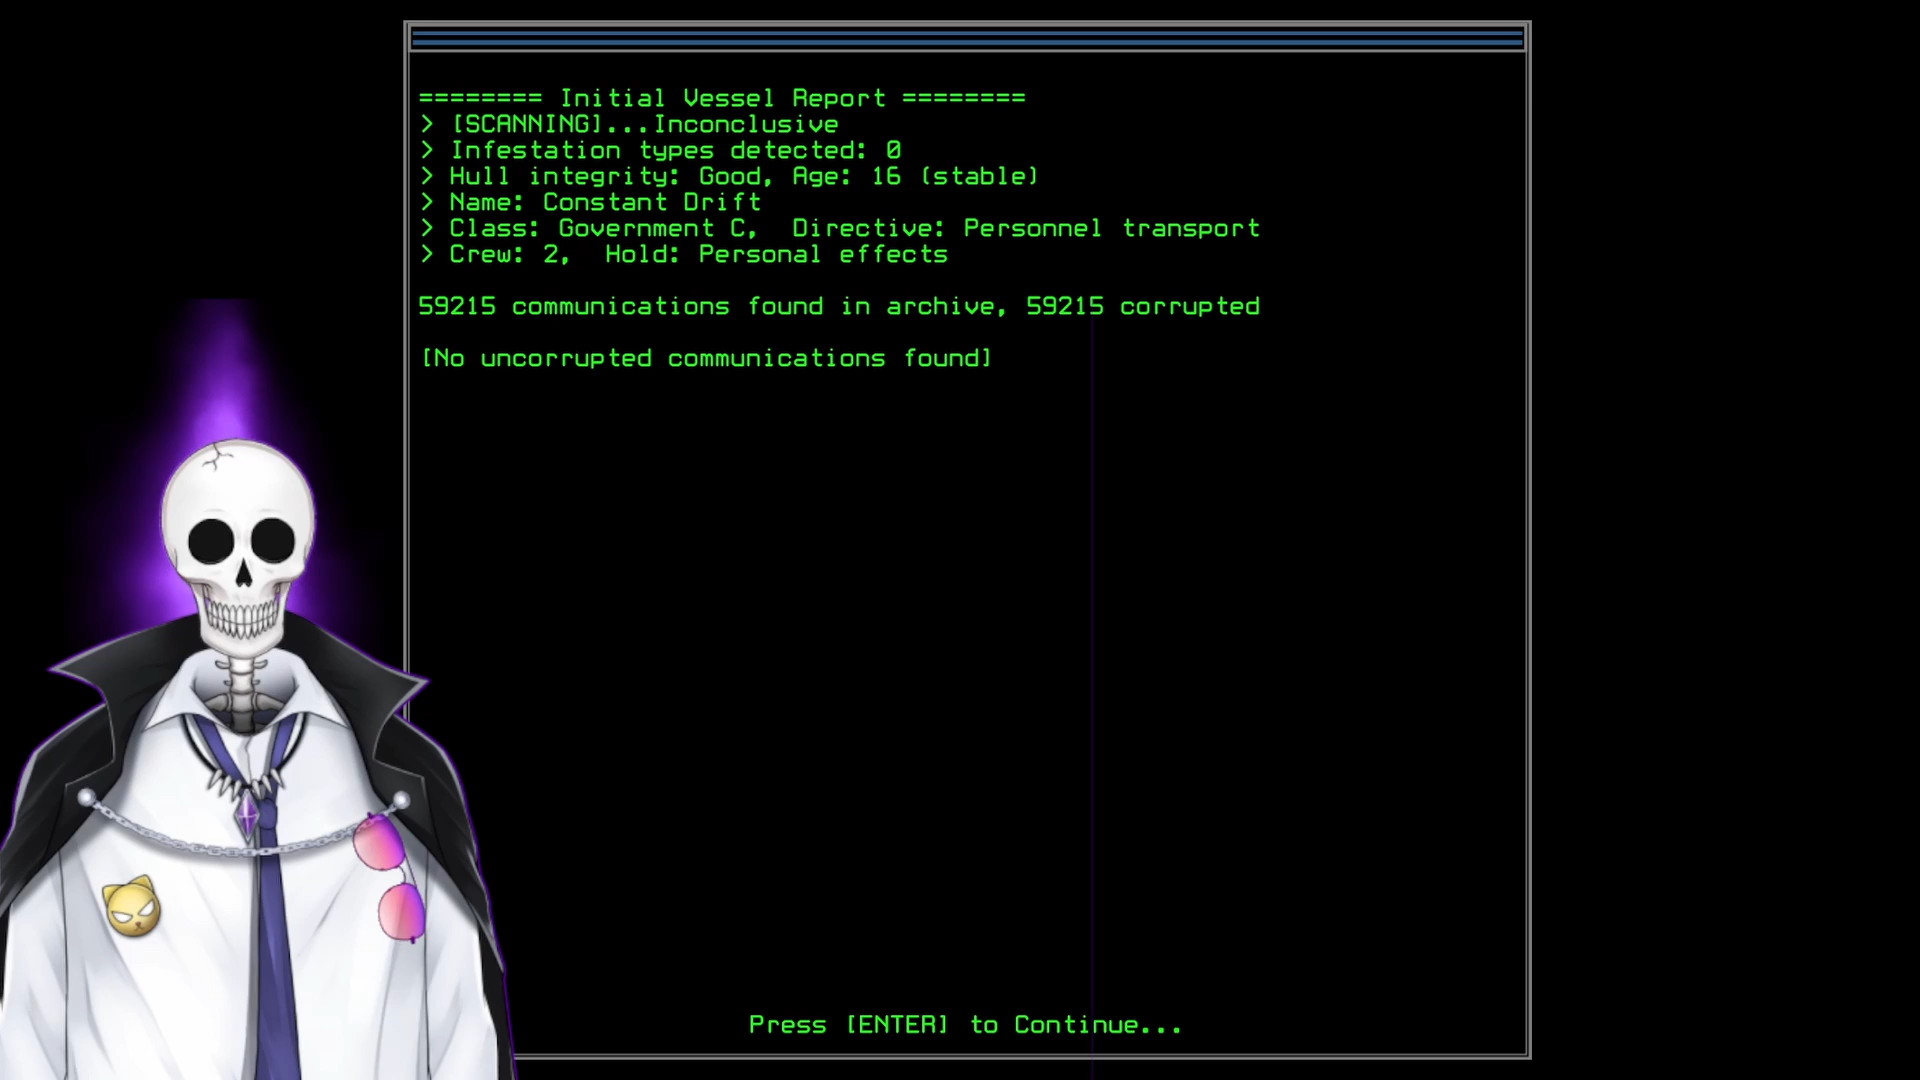 ======== Initial Vessel Report ========
> [SCANNING]...Inconclusive
> Infestation types detected: 0
> Hull integrity: Good, Age: 16 (stable)
> Name: Constant Drift
> Class: Government C,  Directive: Personnel transport
> Crew: 2,  Hold: Personal effects
59215 communications found in archive, 59215 corrupted
[No uncorrupted communications found]
Press [ENTER] to Continue...